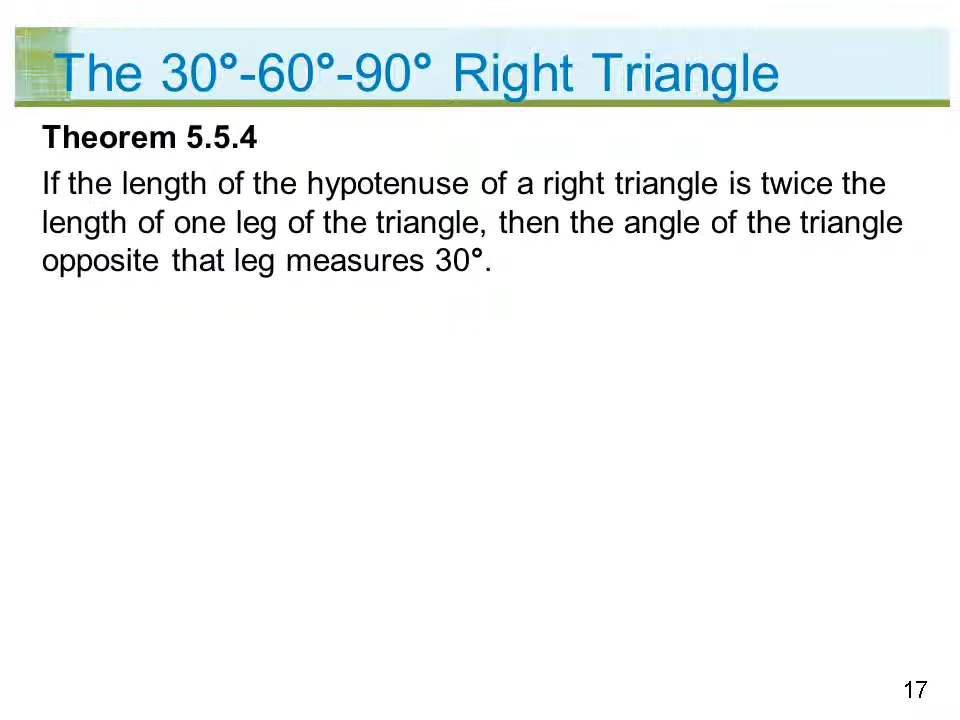 The 30°-60°-90° Right Triangle
Theorem 5.5.4
If the length of the hypotenuse of a right triangle is twice the
length of one leg of the triangle, then the angle of the triangle
opposite that leg measures 30°.
17